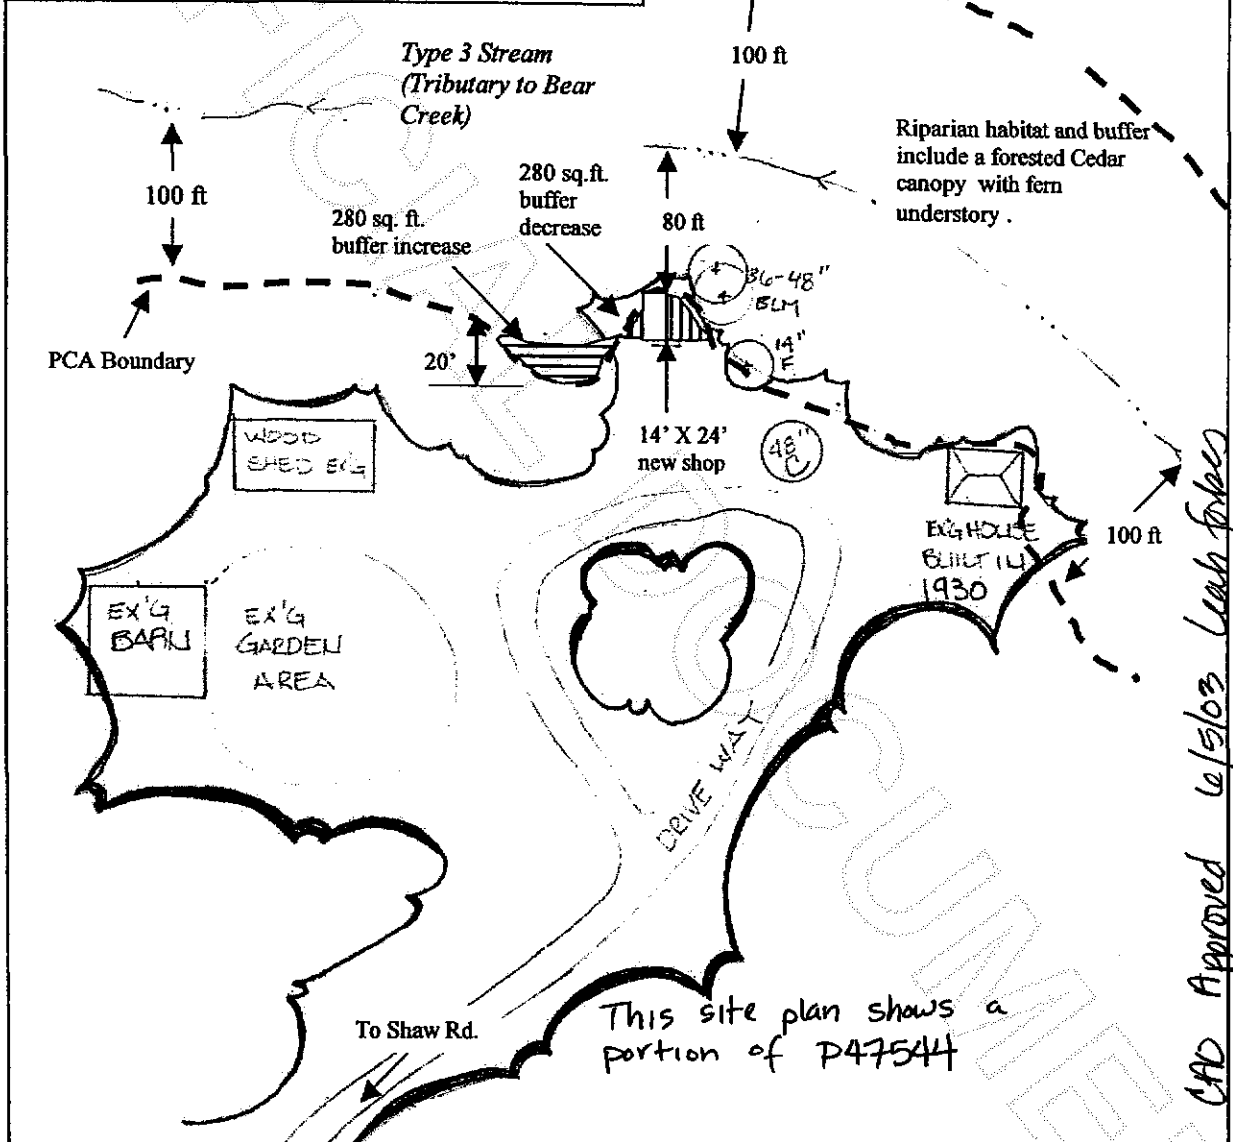 Type 3 Stream
(Tributary to Bear
Creek)
100 ft
Riparian habitat and buffer
include a forested Cedar
canopy with fern
understory .
100 ft
280 sq.ft.
buffer
decrease
280 sq. ft.
buffer increase
80 ft
36-48"
BLM
14"
F
PCA Boundary
20'
14' X 24'
new shop
48"
C
WOOD
SHED EX'G
EX'G HOUSE
BUILT IN
1930
100 ft
EX'G
BARN
EX'G
GARDEN
AREA
DRIVE WAY
To Shaw Rd.
This site plan shows a
portion of P47544
CAO Approved 6/5/03 Leah Forbes
UNOFFICIAL DOCUMENT